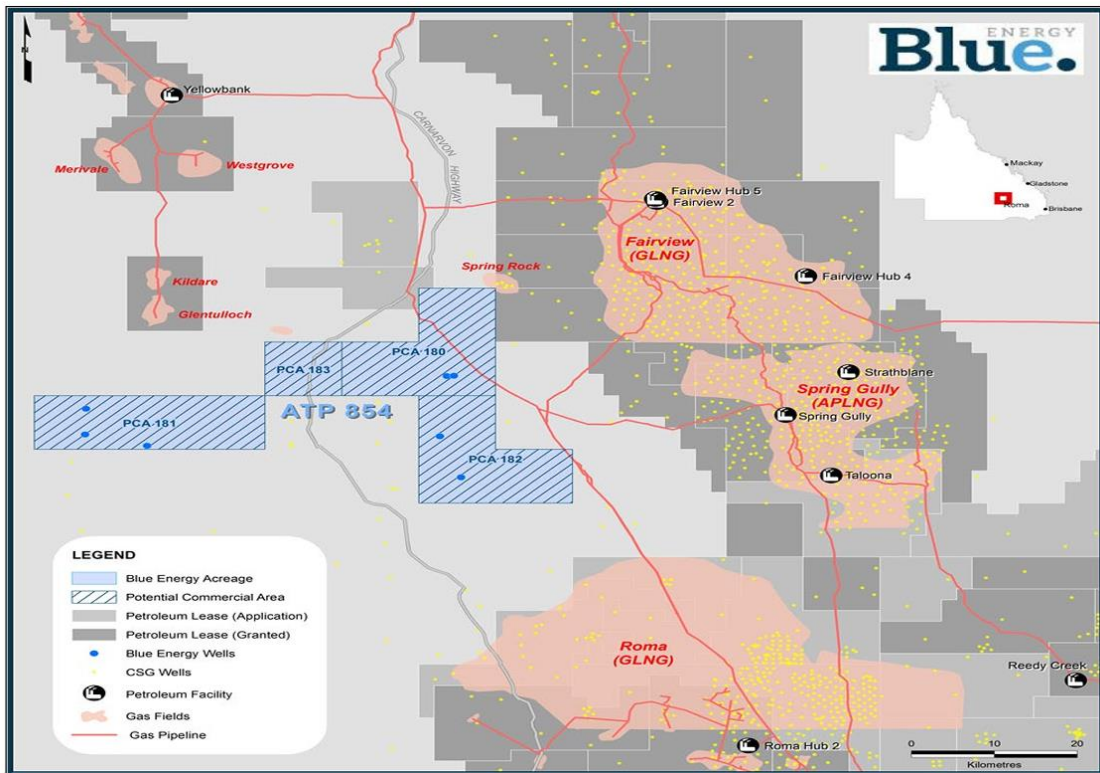 N
ENERGY
Blue.
Yellowbank
CARNARVON
HIGHWAY
Merivale
Westgrove
Mackay
Gladstone
Roma
Brisbane
Fairview Hub 5
Fairview 2
Fairview
(GLNG)
Spring Rock
Fairview Hub 4
Kildare
Glentulloch
PCA 180
PCA 183
Strathblane
ATP 854
Spring Gully
(APLNG)
Spring Gully
PCA 181
PCA 182
Taloona
LEGEND
Blue Energy Acreage
Potential Commercial Area
Petroleum Lease (Application)
Petroleum Lease (Granted)
Blue Energy Wells
CSG Wells
Petroleum Facility
Gas Fields
Gas Pipeline
Roma
(GLNG)
Reedy Creek
Roma Hub 2
0 10 20
Kilometres